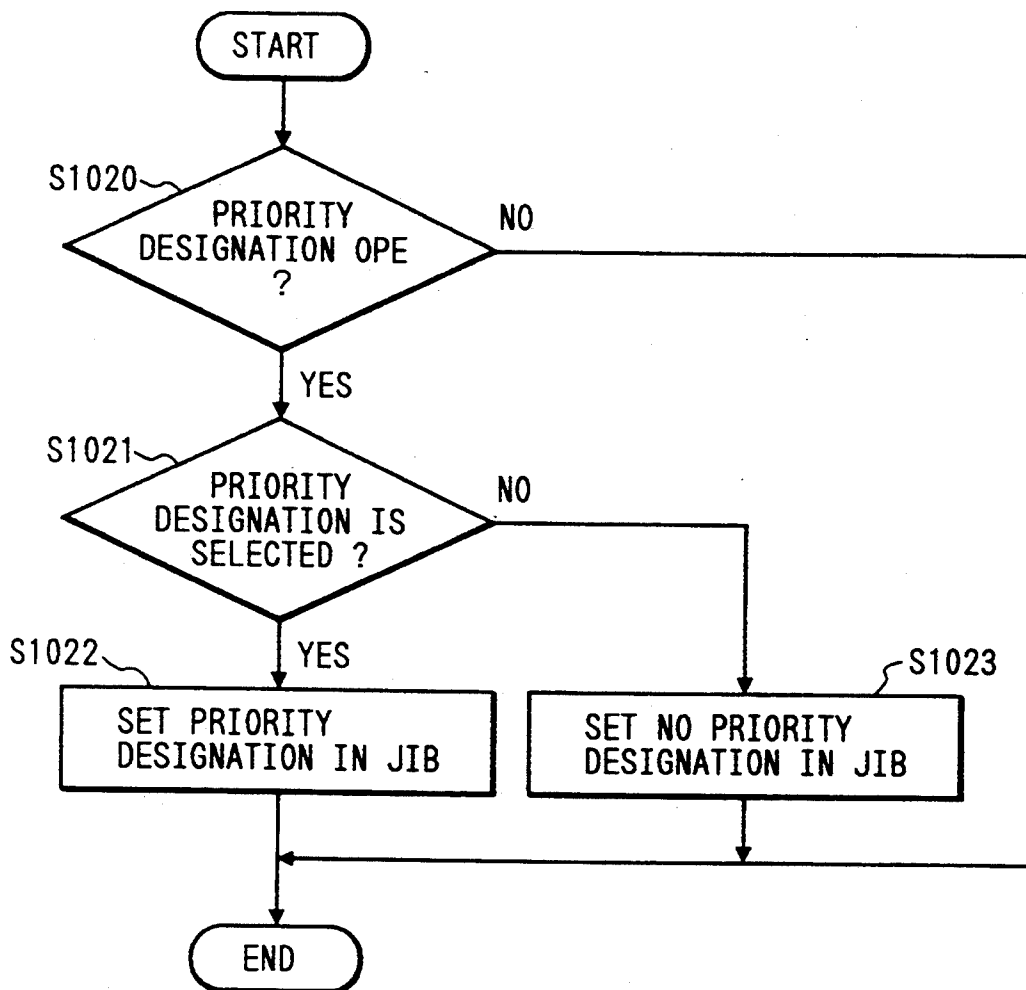 START
S1020
PRIORITY
DESIGNATION OPE
?
NO
YES
S1021
PRIORITY
DESIGNATION IS
SELECTED ?
NO
YES
S1022
SET PRIORITY
DESIGNATION IN JIB
S1023
SET NO PRIORITY
DESIGNATION IN JIB
END